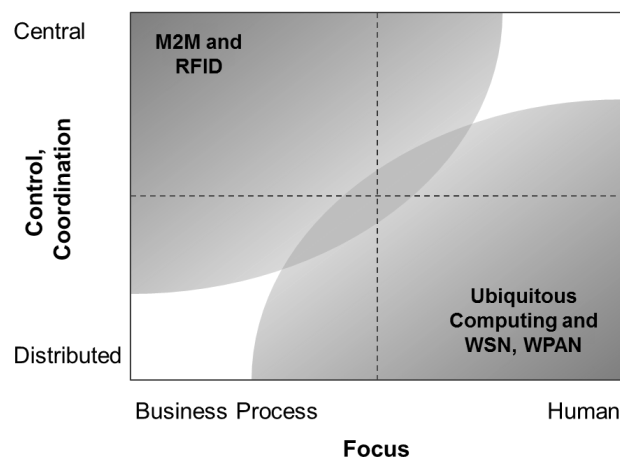 Central
M2M and
RFID
Control,
Coordination
Ubiquitous
Computing and
WSN, WPAN
Distributed
Business Process
Human
Focus